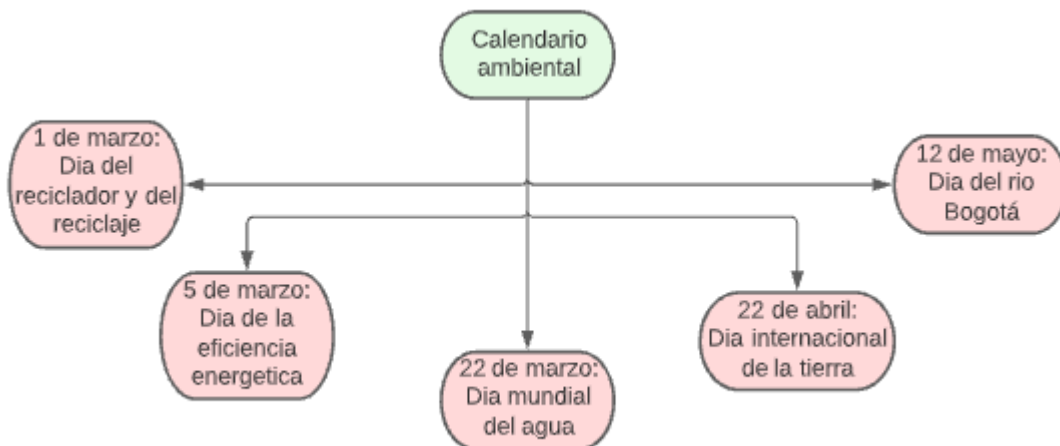 Calendario
ambiental
1 de marzo:
Dia del
reciclador y del
reciclaje
12 de mayo:
Dia del rio
Bogotá
5 de marzo:
Dia de la
eficiencia
energetica
22 de marzo:
Dia mundial
del agua
22 de abril:
Dia internacional
de la tierra